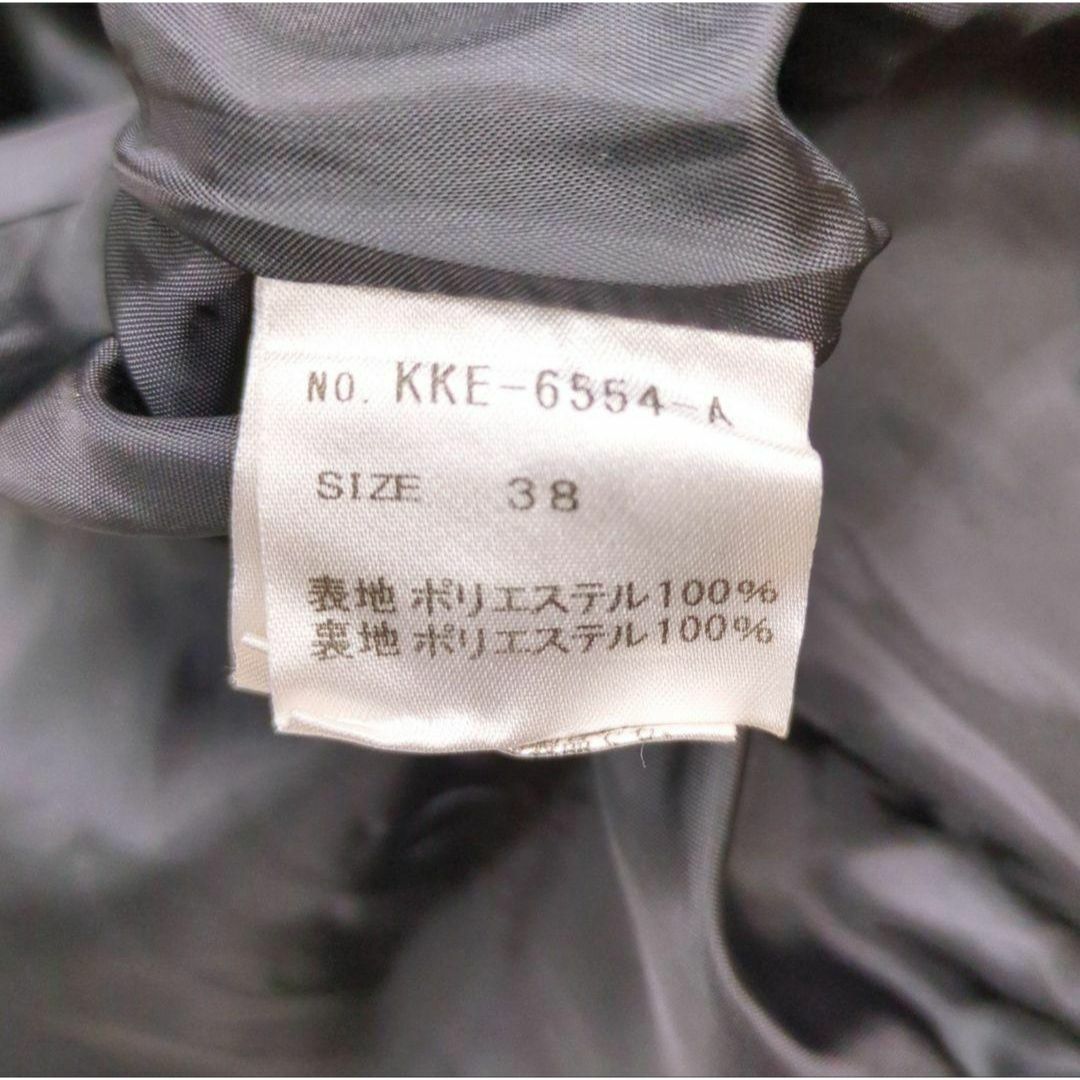 NO. KKE-6554-A
SIZE 38
表地 ポリエステル100%
裏地 ポリエステル100%